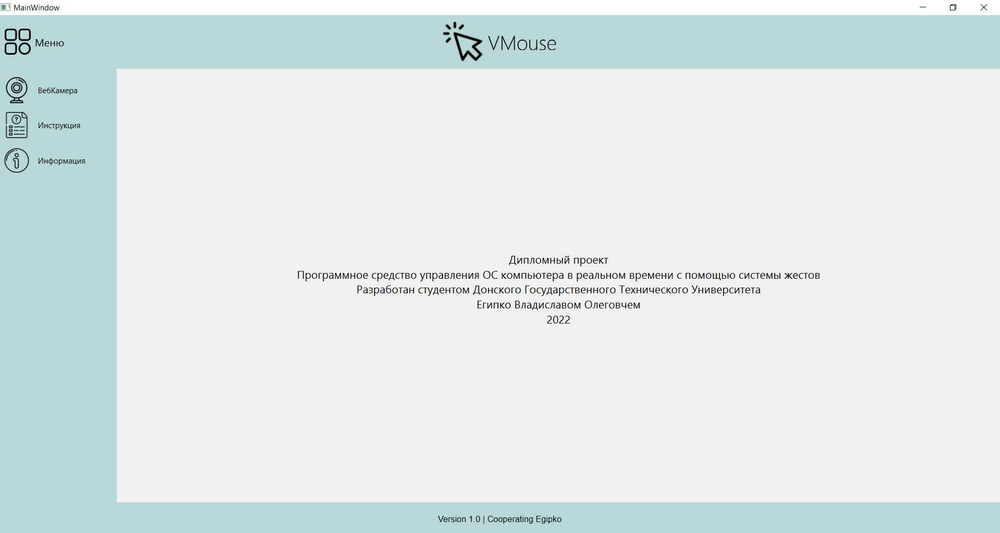 MainWindow
Меню
VMouse
ВебКамера
Инструкция
Информация
Дипломный проект
Программное средство управления ОС компьютера в реальном времени с помощью системы жестов
Разработан студентом Донского Государственного Технического Университета
Египко Владиславом Олеговчем
2022
Version 1.0 | Cooperating Egipko